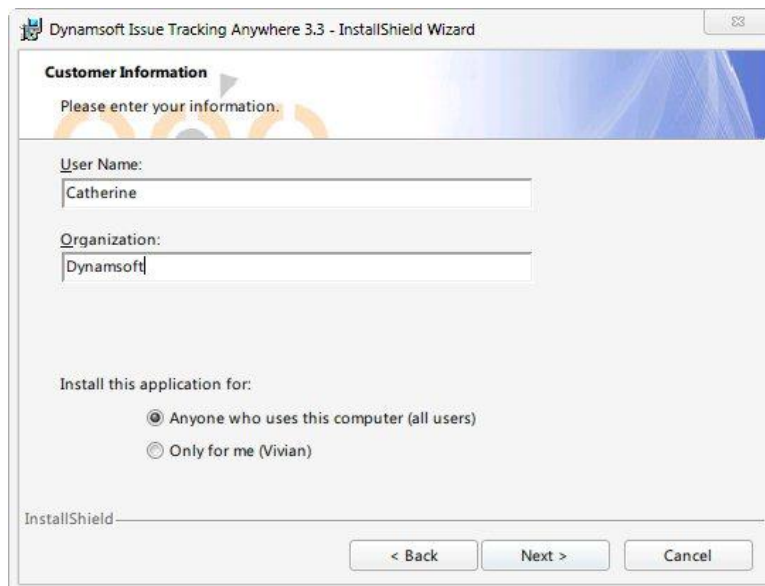 Dynamsoft Issue Tracking Anywhere 3.3 - InstallShield Wizard
Customer Information
Please enter your information.
User Name:
Catherine
Organization:
Dynamsoft
Install this application for:
Anyone who uses this computer (all users)
Only for me (Vivian)
InstallShield
< Back Next > Cancel